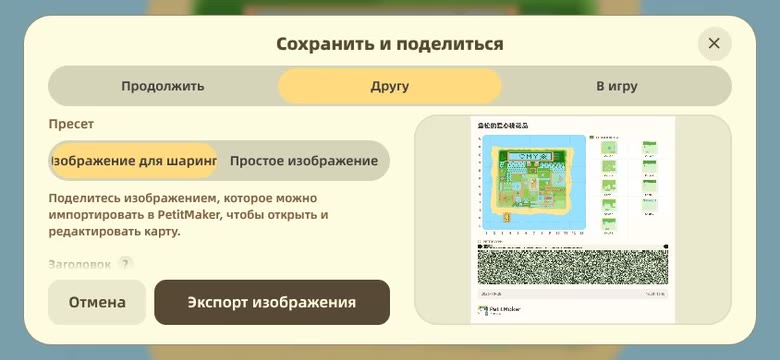 Сохранить и поделиться
Продолжить
Другу
В игру
Пресет
Изображение для шаринг
Простое изображение
Поделитесь изображением, которое можно
импортировать в PetitMaker, чтобы открыть и
редактировать карту.
Заголовок ?
Отмена
Экспорт изображения
PetitMaker